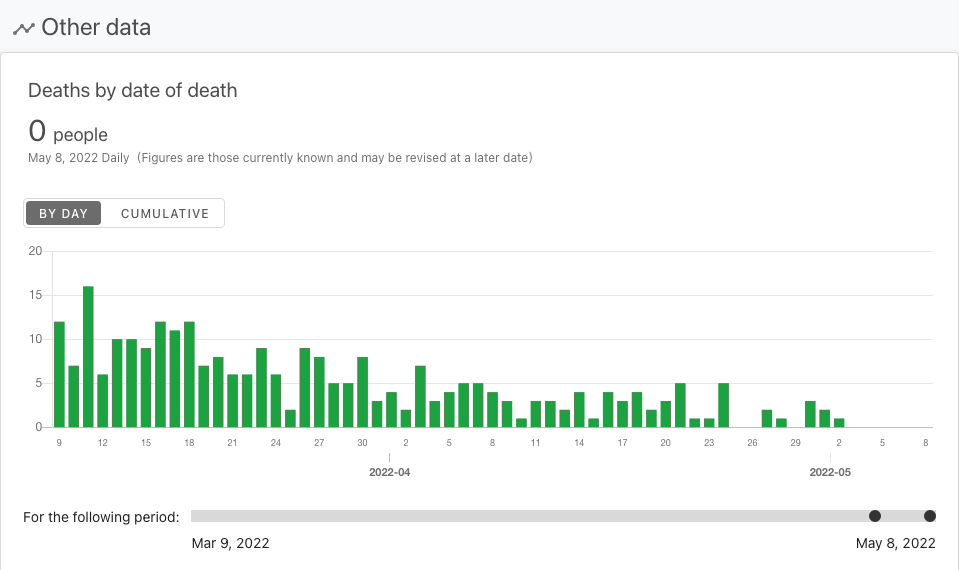 Other data
Deaths by date of death
0 people
May 8, 2022 Daily (Figures are those currently known and may be revised at a later date)
BY DAY CUMULATIVE
20
15
10
5
0
9 12 15 18 21 24 27 30 2 5 8 11 14 17 20 23 26 29 2 5 8
2022-04 2022-05
For the following period:
Mar 9, 2022 May 8, 2022